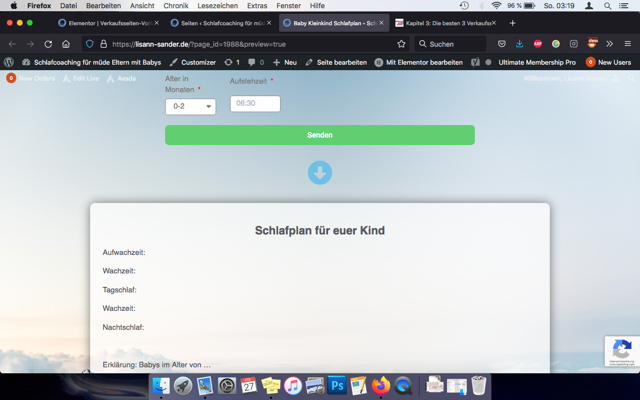 Firefox Datei Bearbeiten Ansicht Chronik Lesezeichen Extras Fenster Hilfe 96 % So. 03:19
Elementor | Verkaufsseiten-Vorl
Seiten ‹ Schlafcoaching für müd
Baby Kleinkind Schlafplan - Sch
Kapitel 3: Die besten 3 Verkaufss
https://lisann-sander.de/?page_id=1988&preview=true
Suchen
Schlafcoaching für müde Eltern mit Babys Customizer 1 0 Neu Seite bearbeiten Mit Elementor bearbeiten Ultimate Membership Pro 0 New Users
0 New Orders Edit Live Avada
Alter in Monaten *
Aufstehzeit *
0-2
06:30
Senden
Schlafplan für euer Kind
Aufwachzeit:
Wachzeit:
Tagschlaf:
Wachzeit:
Nachtschlaf:
Erklärung: Babys im Alter von ...
27